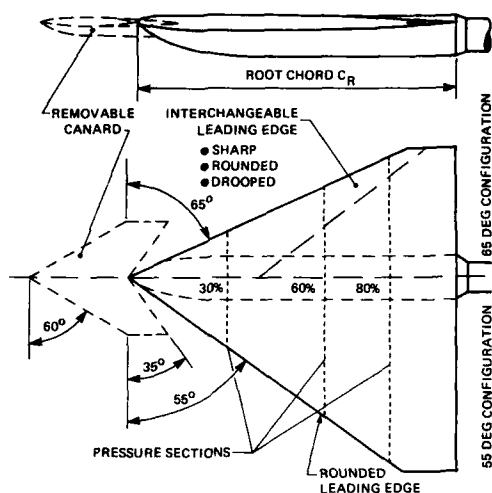 ROOT CHORD CR
REMOVABLE
CANARD
INTERCHANGEABLE
LEADING EDGE
● SHARP
● ROUNDED
● DROOPED
65°
65 DEG CONFIGURATION
30%
60%
80%
60°
35°
55°
55 DEG CONFIGURATION
PRESSURE SECTIONS
ROUNDED
LEADING EDGE